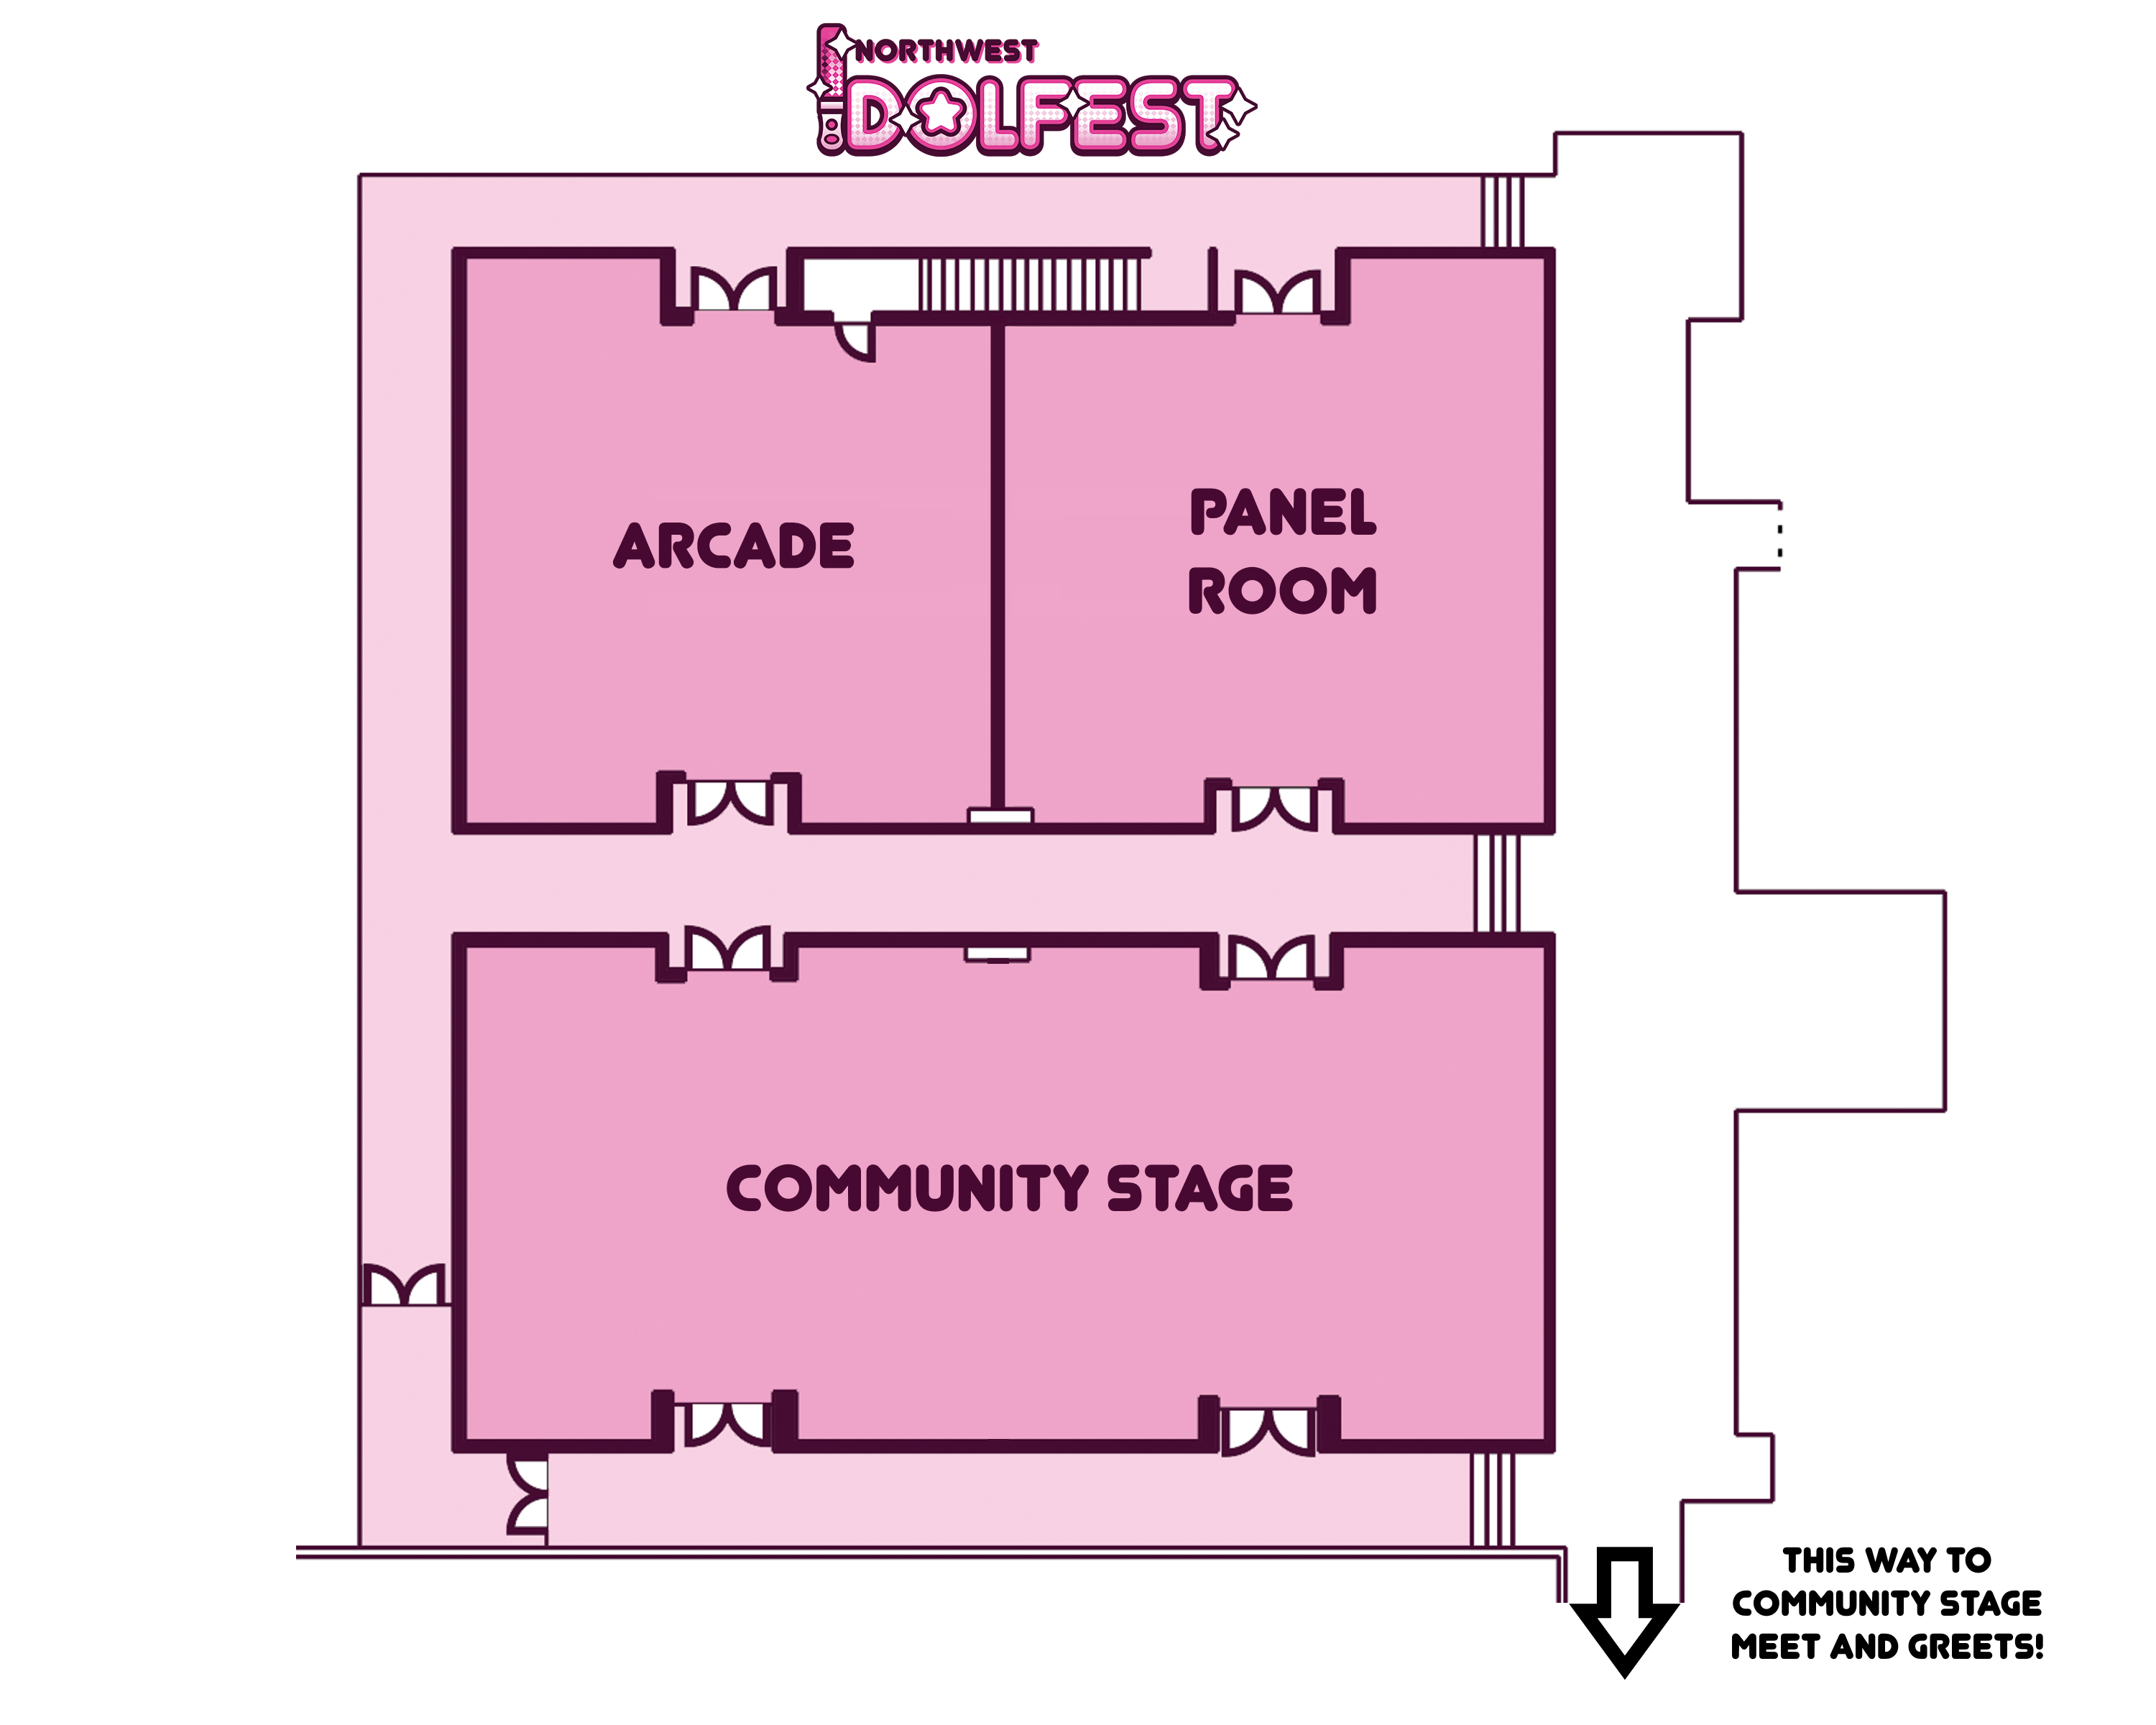 NORTHWEST
IDOLFEST
ARCADE
PANEL
ROOM
COMMUNITY STAGE
THIS WAY TO
COMMUNITY STAGE
MEET AND GREETS!